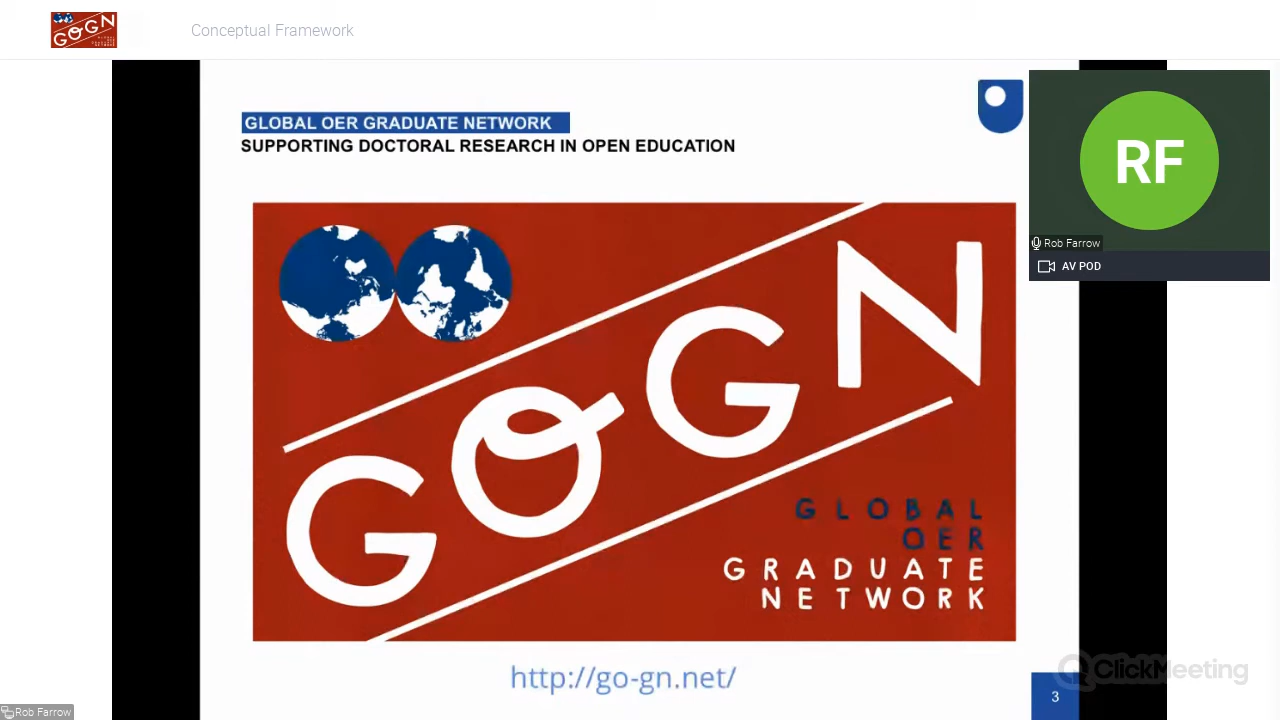 GOGN
Conceptual Framework
GLOBAL OER GRADUATE NETWORK
SUPPORTING DOCTORAL RESEARCH IN OPEN EDUCATION
RF
Rob Farrow
AV POD
GOGN
GLOBAL
OER
GRADUATE
NETWORK
http://go-gn.net/
3
ClickMeeting
Rob Farrow